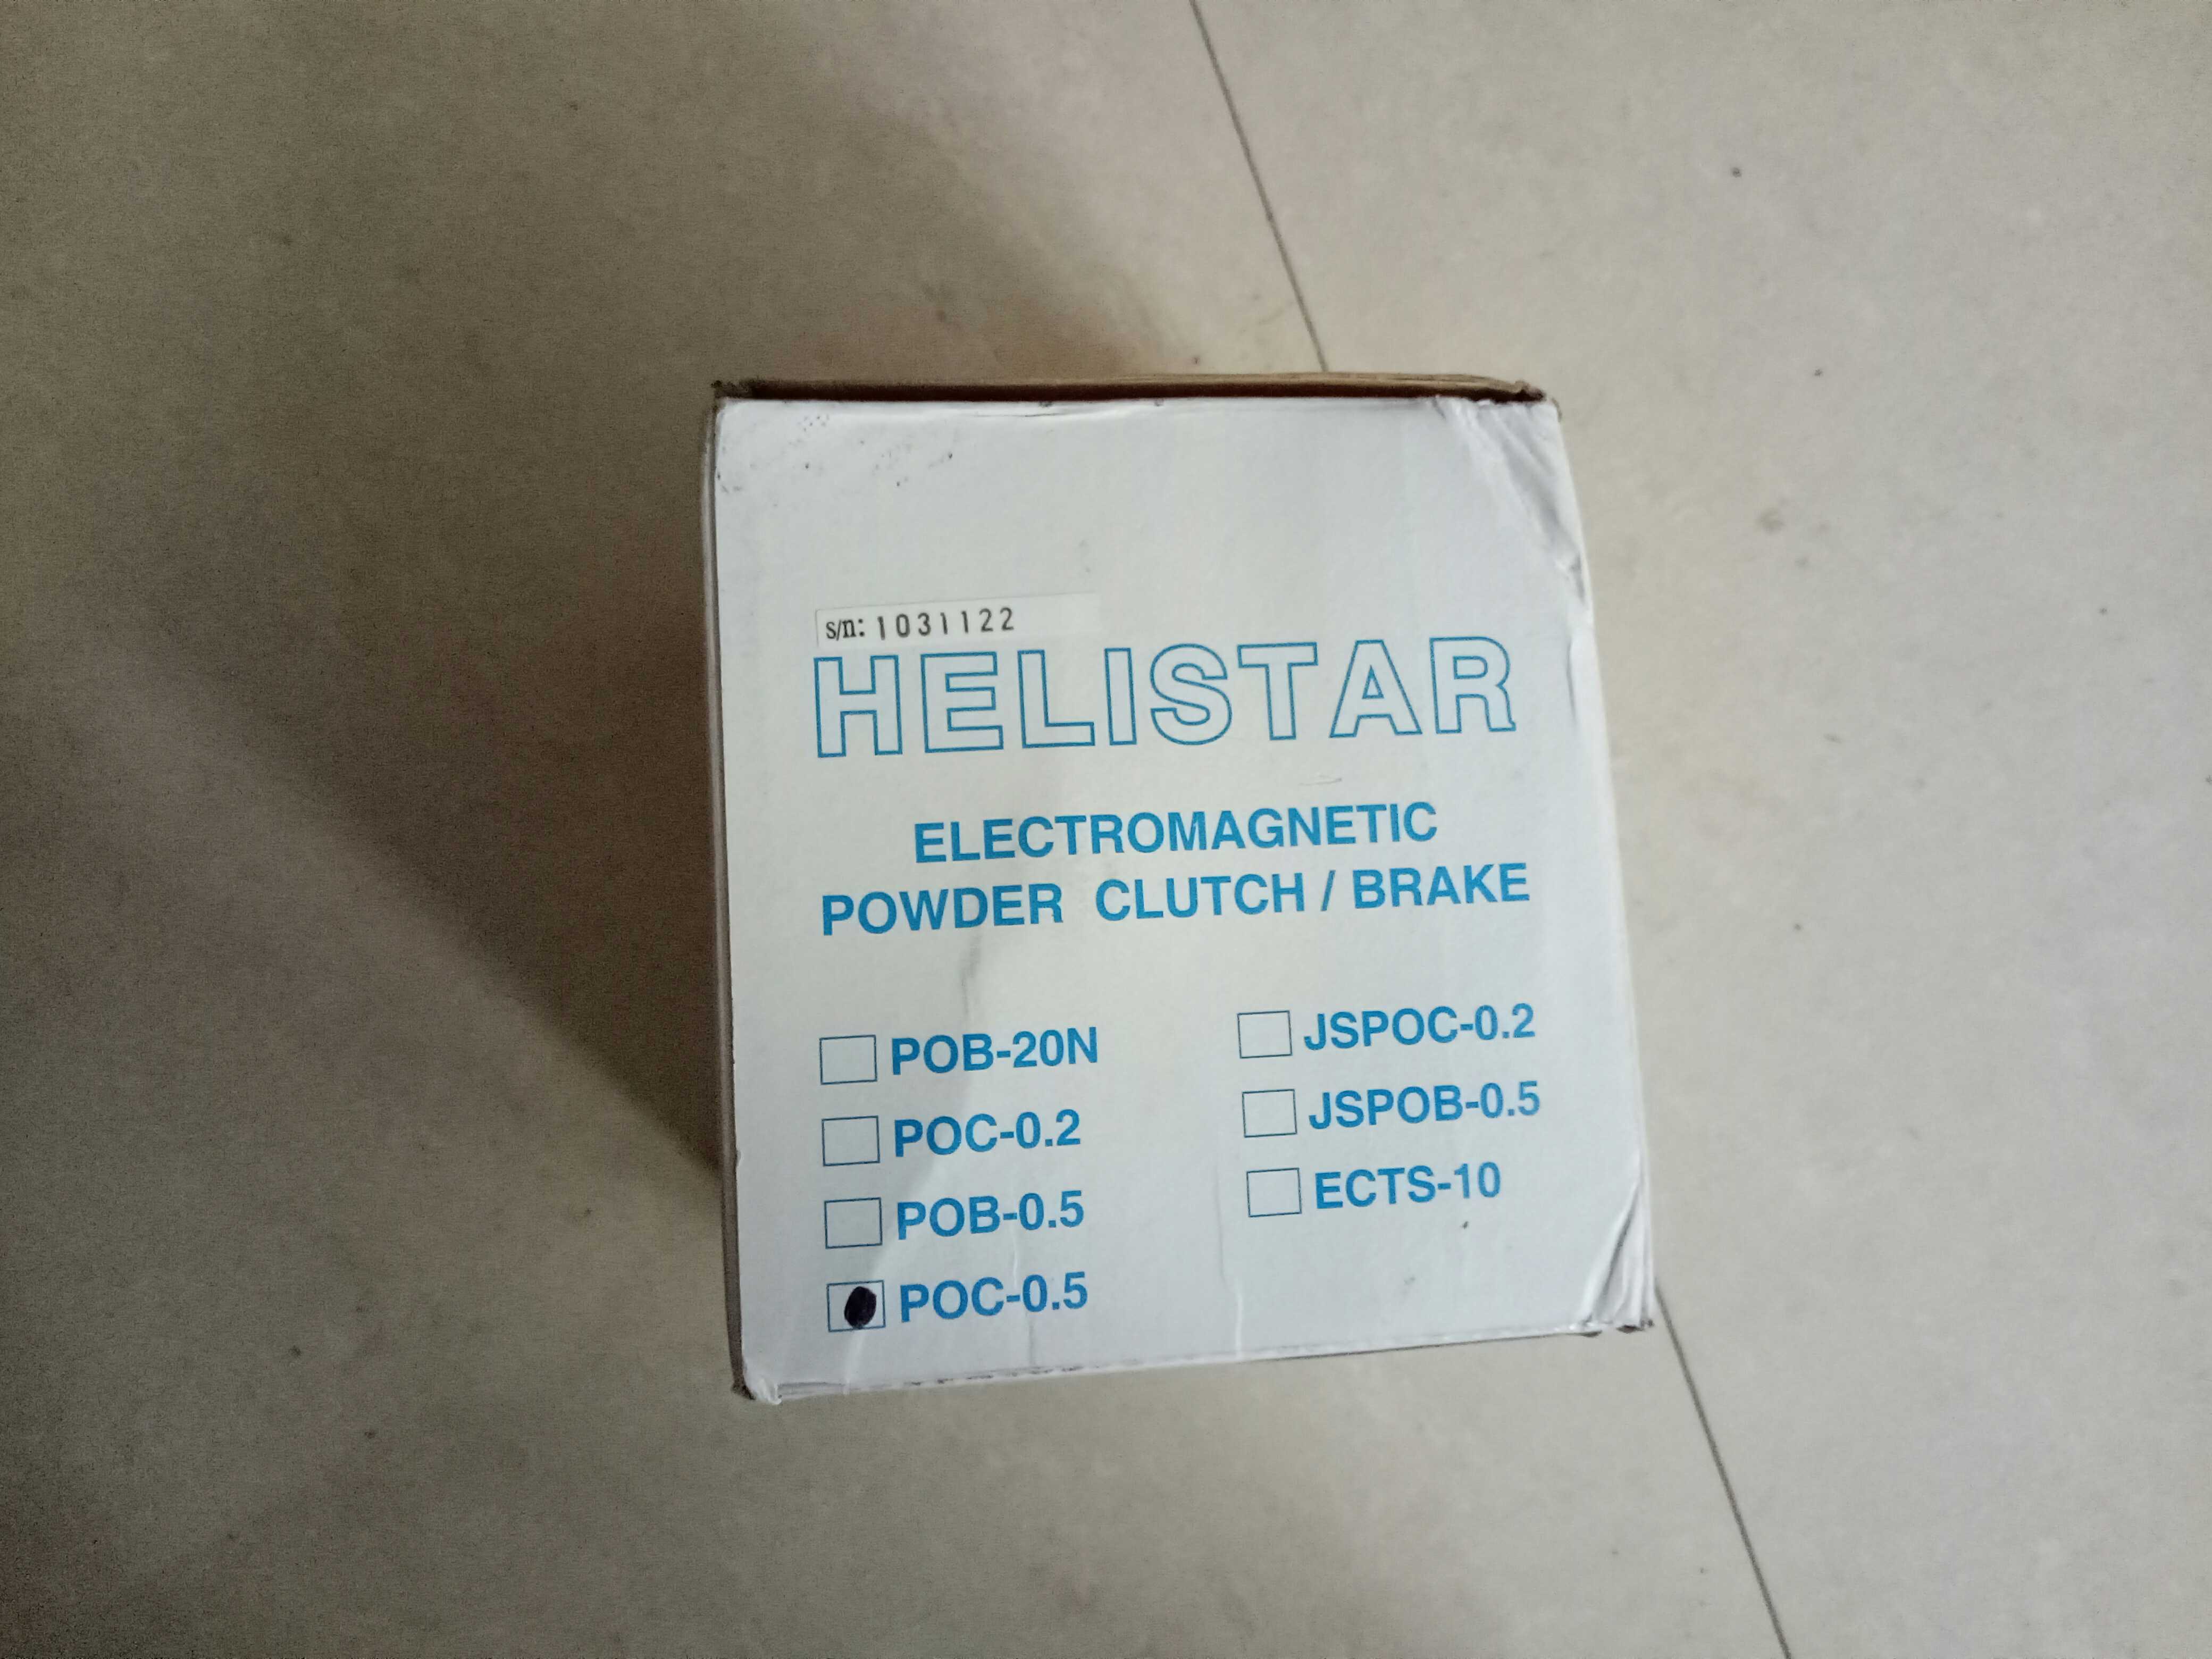 s/n: 1031122
HELISTAR
ELECTROMAGNETIC
POWDER CLUTCH / BRAKE
POB-20N
POC-0.2
POB-0.5
POC-0.5
JSPOC-0.2
JSPOB-0.5
ECTS-10